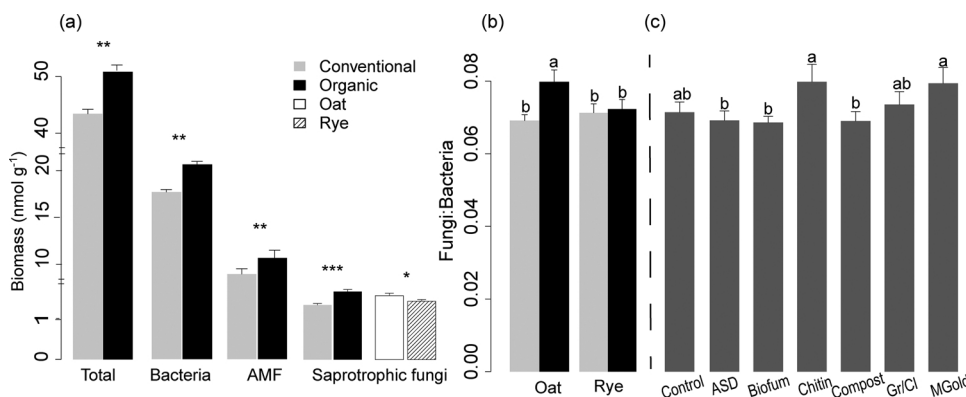 (a)
**
**
**
***
*
Conventional
Organic
Oat
Rye
Biomass (nmol g⁻¹)
50
40
20
15
10
1
0
Total
Bacteria
AMF
Saprotrophic fungi
(b)
Fungi:Bacteria
0.08
0.06
0.04
0.02
0.00
b
a
b
b
Oat
Rye
(c)
ab
b
b
a
b
ab
a
Control
ASD
Biofum
Chitin
Compost
Gr/Cl
MGold